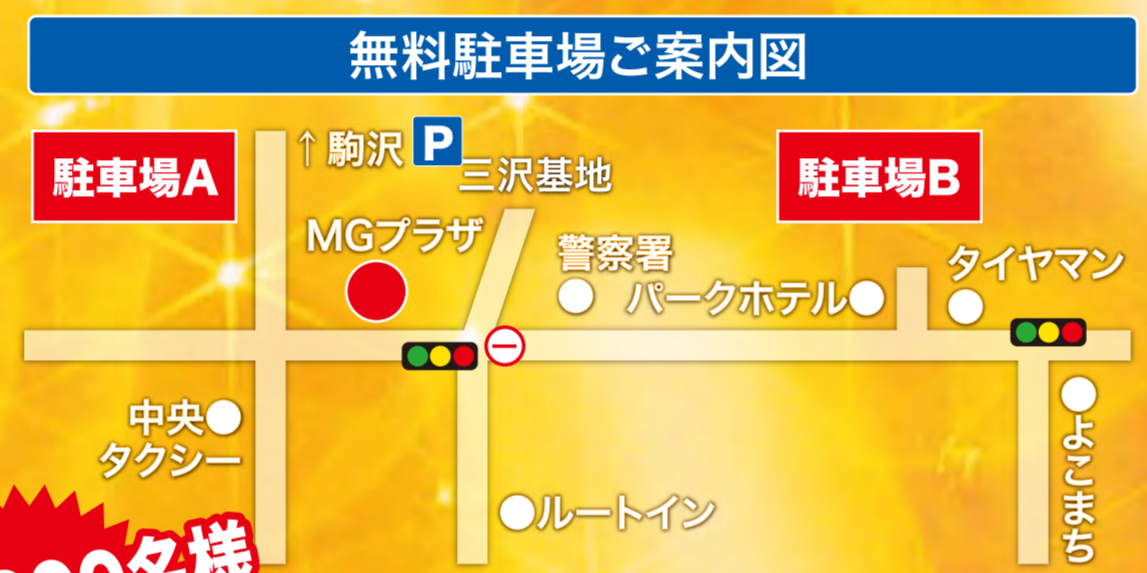 無料駐車場ご案内図
駐車場A
↑駒沢 P
三沢基地
駐車場B
MGプラザ
警察署
パークホテル
タイヤマン
中央
タクシー
ルートイン
よこまち
名様